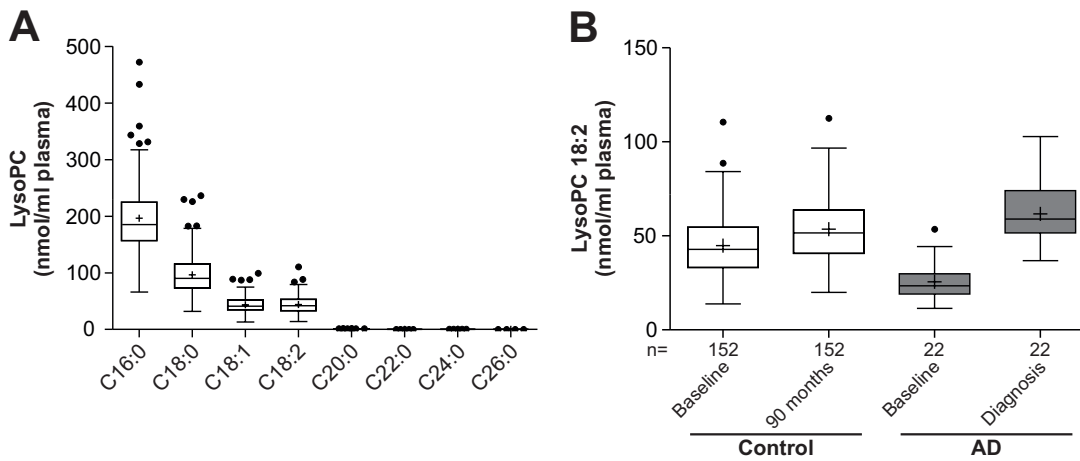 A
LysoPC
(nmol/ml plasma)
500
400
300
200
100
0
C16:0
C18:0
C18:1
C18:2
C20:0
C22:0
C24:0
C26:0
B
LysoPC 18:2
(nmol/ml plasma)
150
100
50
0
n= 152 152 22 22
Baseline
90 months
Baseline
Diagnosis
Control
AD